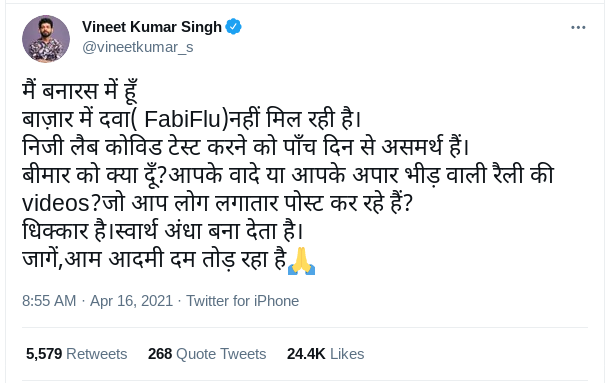 Vineet Kumar Singh
@vineetkumar_s
मैं बनारस में हूँ
बाज़ार में दवा( FabiFlu)नहीं मिल रही है।
निजी लैब कोविड टेस्ट करने को पाँच दिन से असमर्थ हैं।
बीमार को क्या दूँ?आपके वादे या आपके अपार भीड़ वाली रैली की
videos?जो आप लोग लगातार पोस्ट कर रहे हैं?
धिक्कार है।स्वार्थ अंधा बना देता है।
जागें,आम आदमी दम तोड़ रहा है🙏
8:55 AM · Apr 16, 2021 · Twitter for iPhone
5,579 Retweets 268 Quote Tweets 24.4K Likes